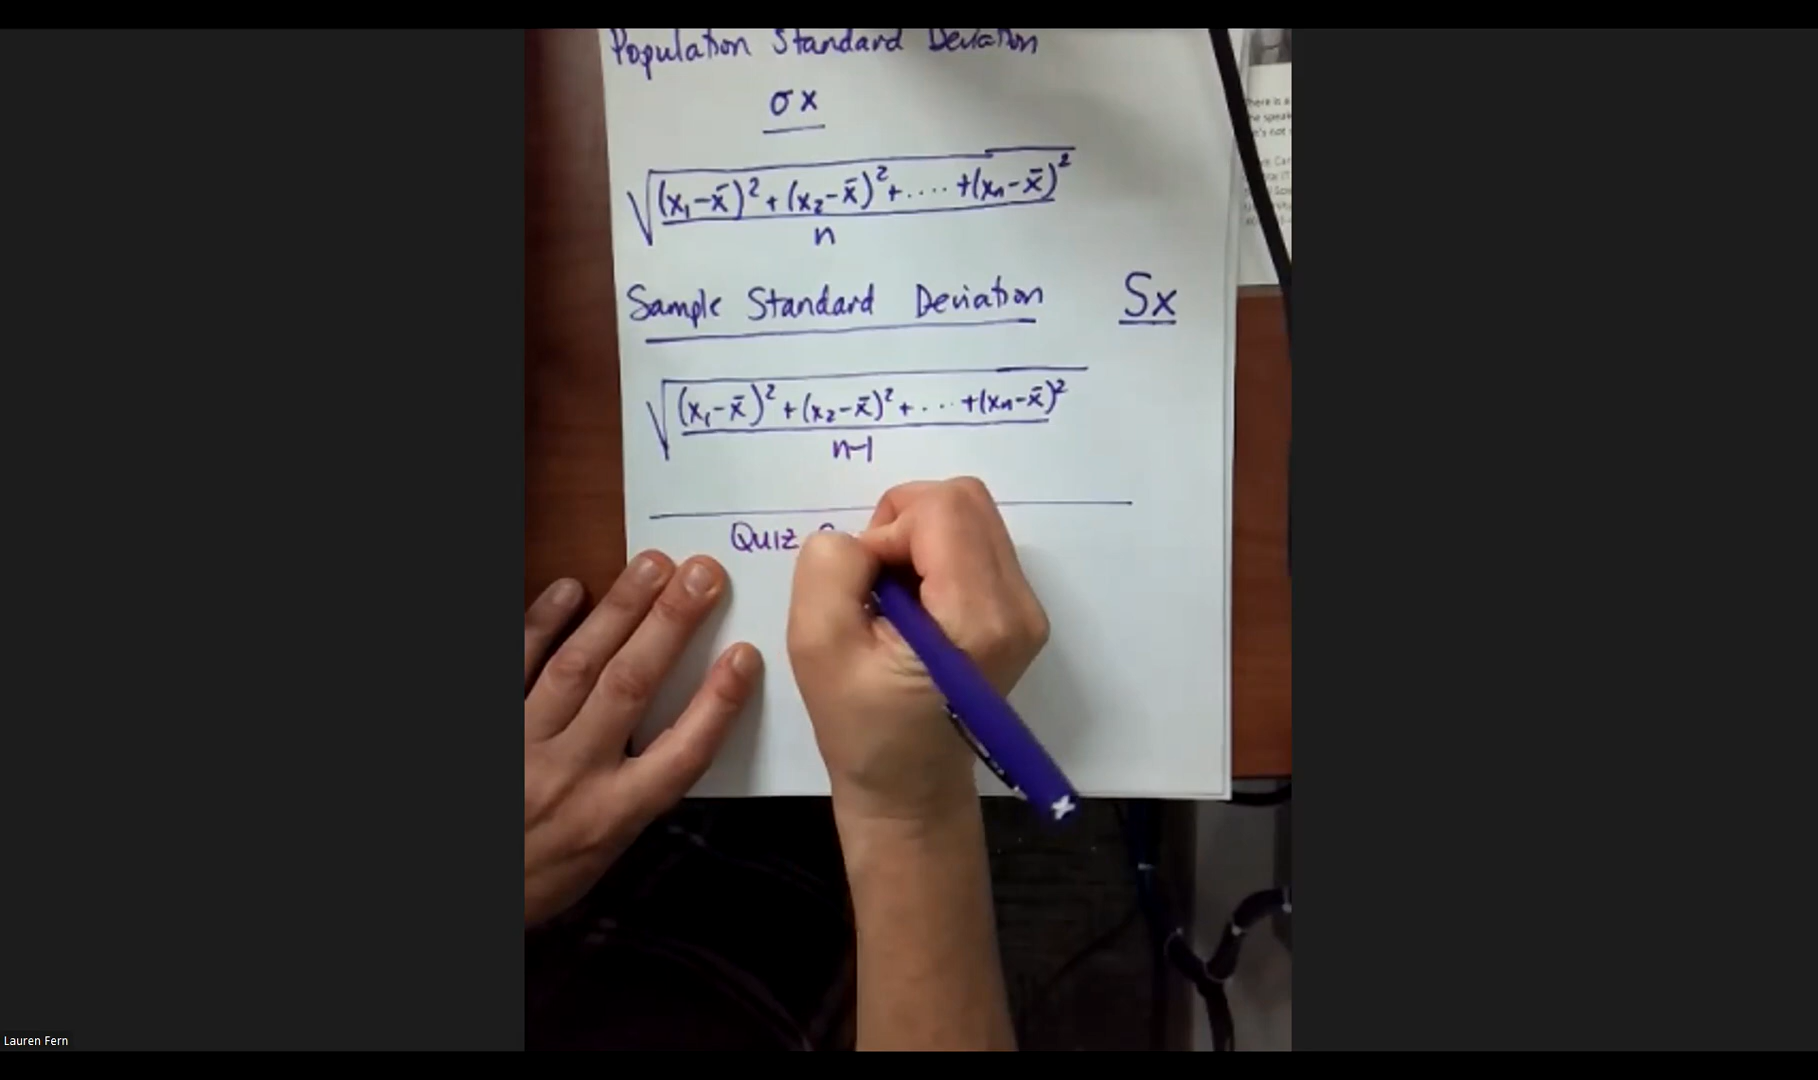 Population Standard Deviation
σx
√(x₁-x̄)²+(x₂-x̄)²+....+(xₙ-x̄)²
n
Sample Standard Deviation Sx
√(x₁-x̄)²+(x₂-x̄)²+...+(xₙ-x̄)²
n-1
Quiz
Lauren Fern